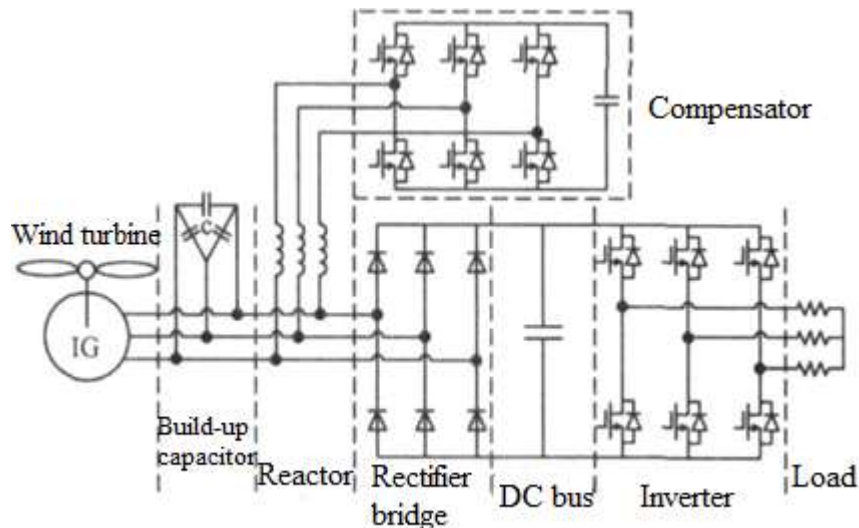 Compensator
Wind turbine
C
IG
Build-up
capacitor
Reactor
Rectifier
bridge
DC bus
Inverter
Load